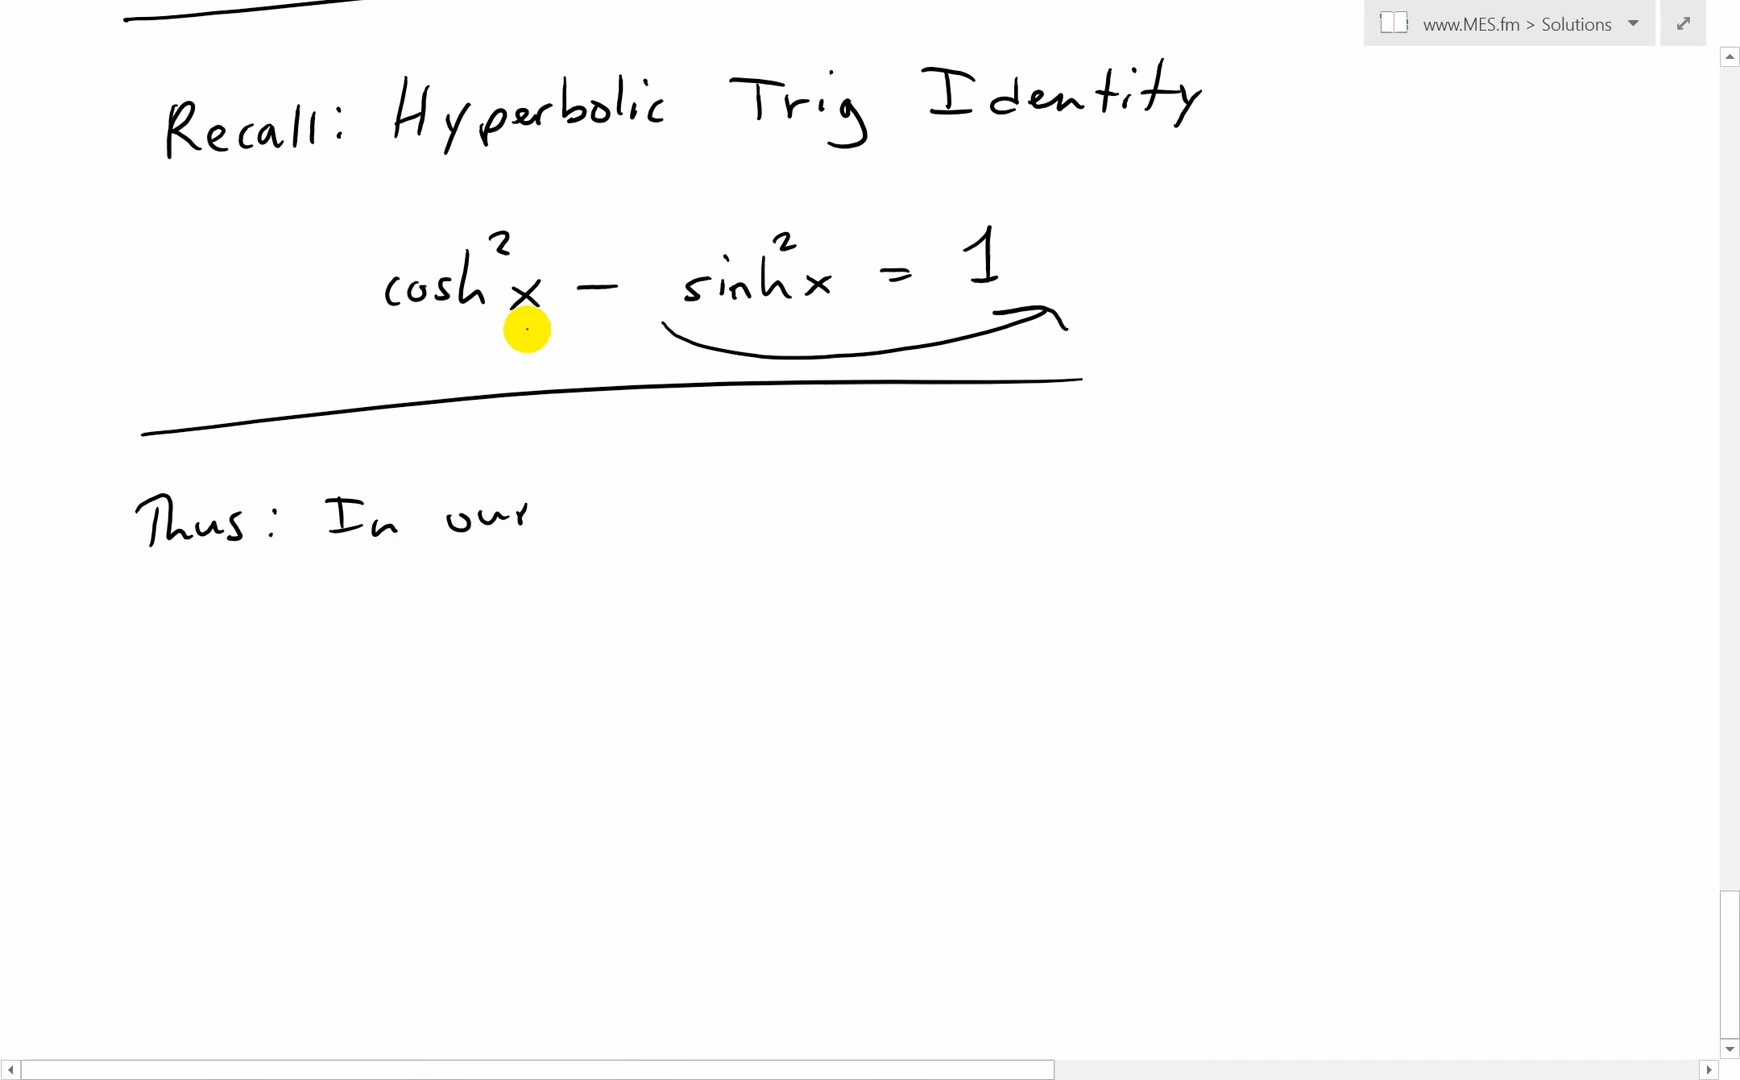 www.MES.fm > Solutions
Recall: Hyperbolic Trig Identity
cosh²x − sinh²x = 1
Thus: In our